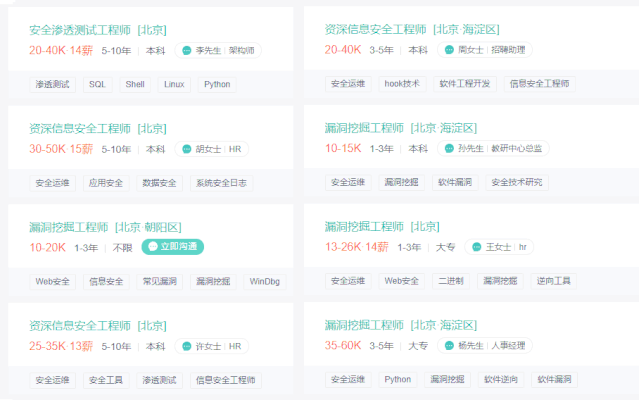 安全渗透测试工程师 [北京]
20-40K·14薪 5-10年 本科 李先生 架构师
渗透测试 SQL Shell Linux Python
资深信息安全工程师 [北京·海淀区]
20-40K 3-5年 本科 周女士 招聘助理
安全运维 hook技术 软件工程开发 信息安全工程师
资深信息安全工程师 [北京]
30-50K·15薪 5-10年 本科 胡女士 HR
安全运维 应用安全 数据安全 系统安全日志
漏洞挖掘工程师 [北京·海淀区]
10-15K 1-3年 本科 孙先生 教研中心总监
安全运维 漏洞挖掘 软件漏洞 安全技术研究
漏洞挖掘工程师 [北京·朝阳区]
10-20K 1-3年 不限 立即沟通
Web安全 信息安全 常见漏洞 漏洞挖掘 WinDbg
漏洞挖掘工程师 [北京]
13-26K·14薪 1-3年 大专 王女士 hr
安全运维 Web安全 二进制 漏洞挖掘 逆向工具
资深信息安全工程师 [北京]
25-35K·13薪 5-10年 本科 许女士 HR
安全运维 安全工具 渗透测试 信息安全工程师
漏洞挖掘工程师 [北京·海淀区]
35-60K 3-5年 大专 杨先生 人事经理
安全运维 Python 漏洞挖掘 软件逆向 软件漏洞